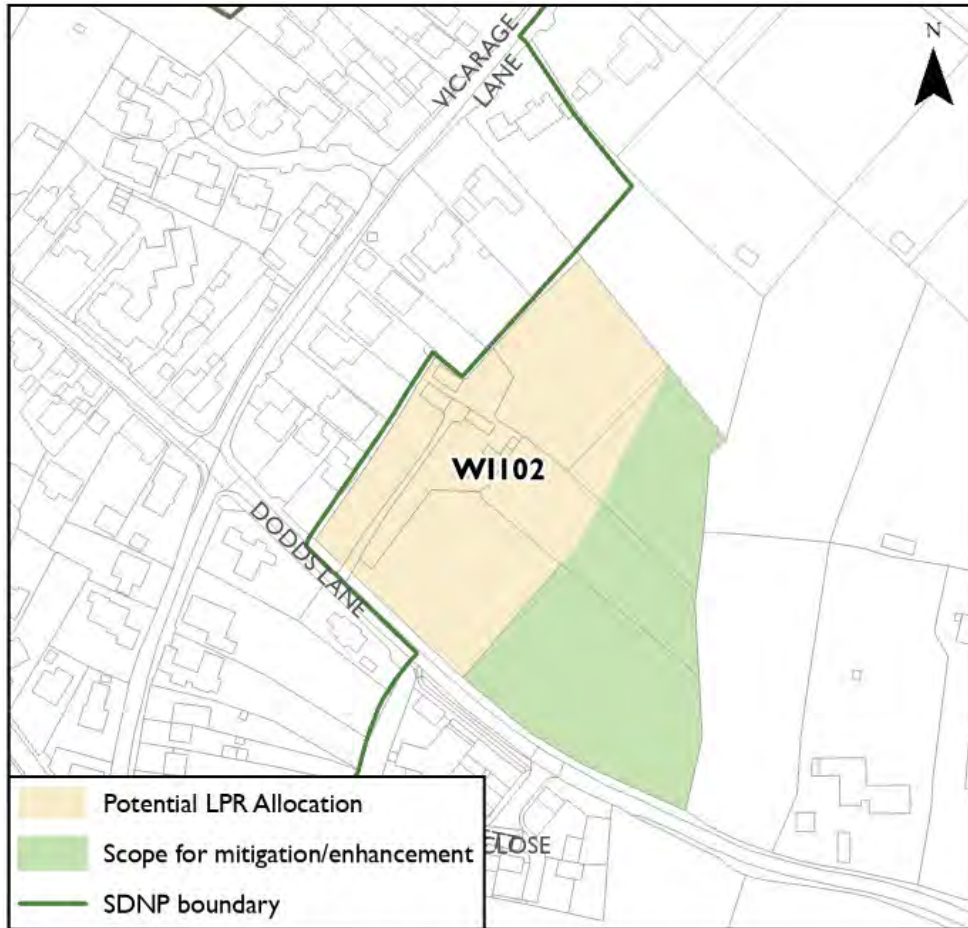 N
VICARAGE
LANE
WI102
DODDS LANE
CLOSE
Potential LPR Allocation
Scope for mitigation/enhancement
SDNP boundary